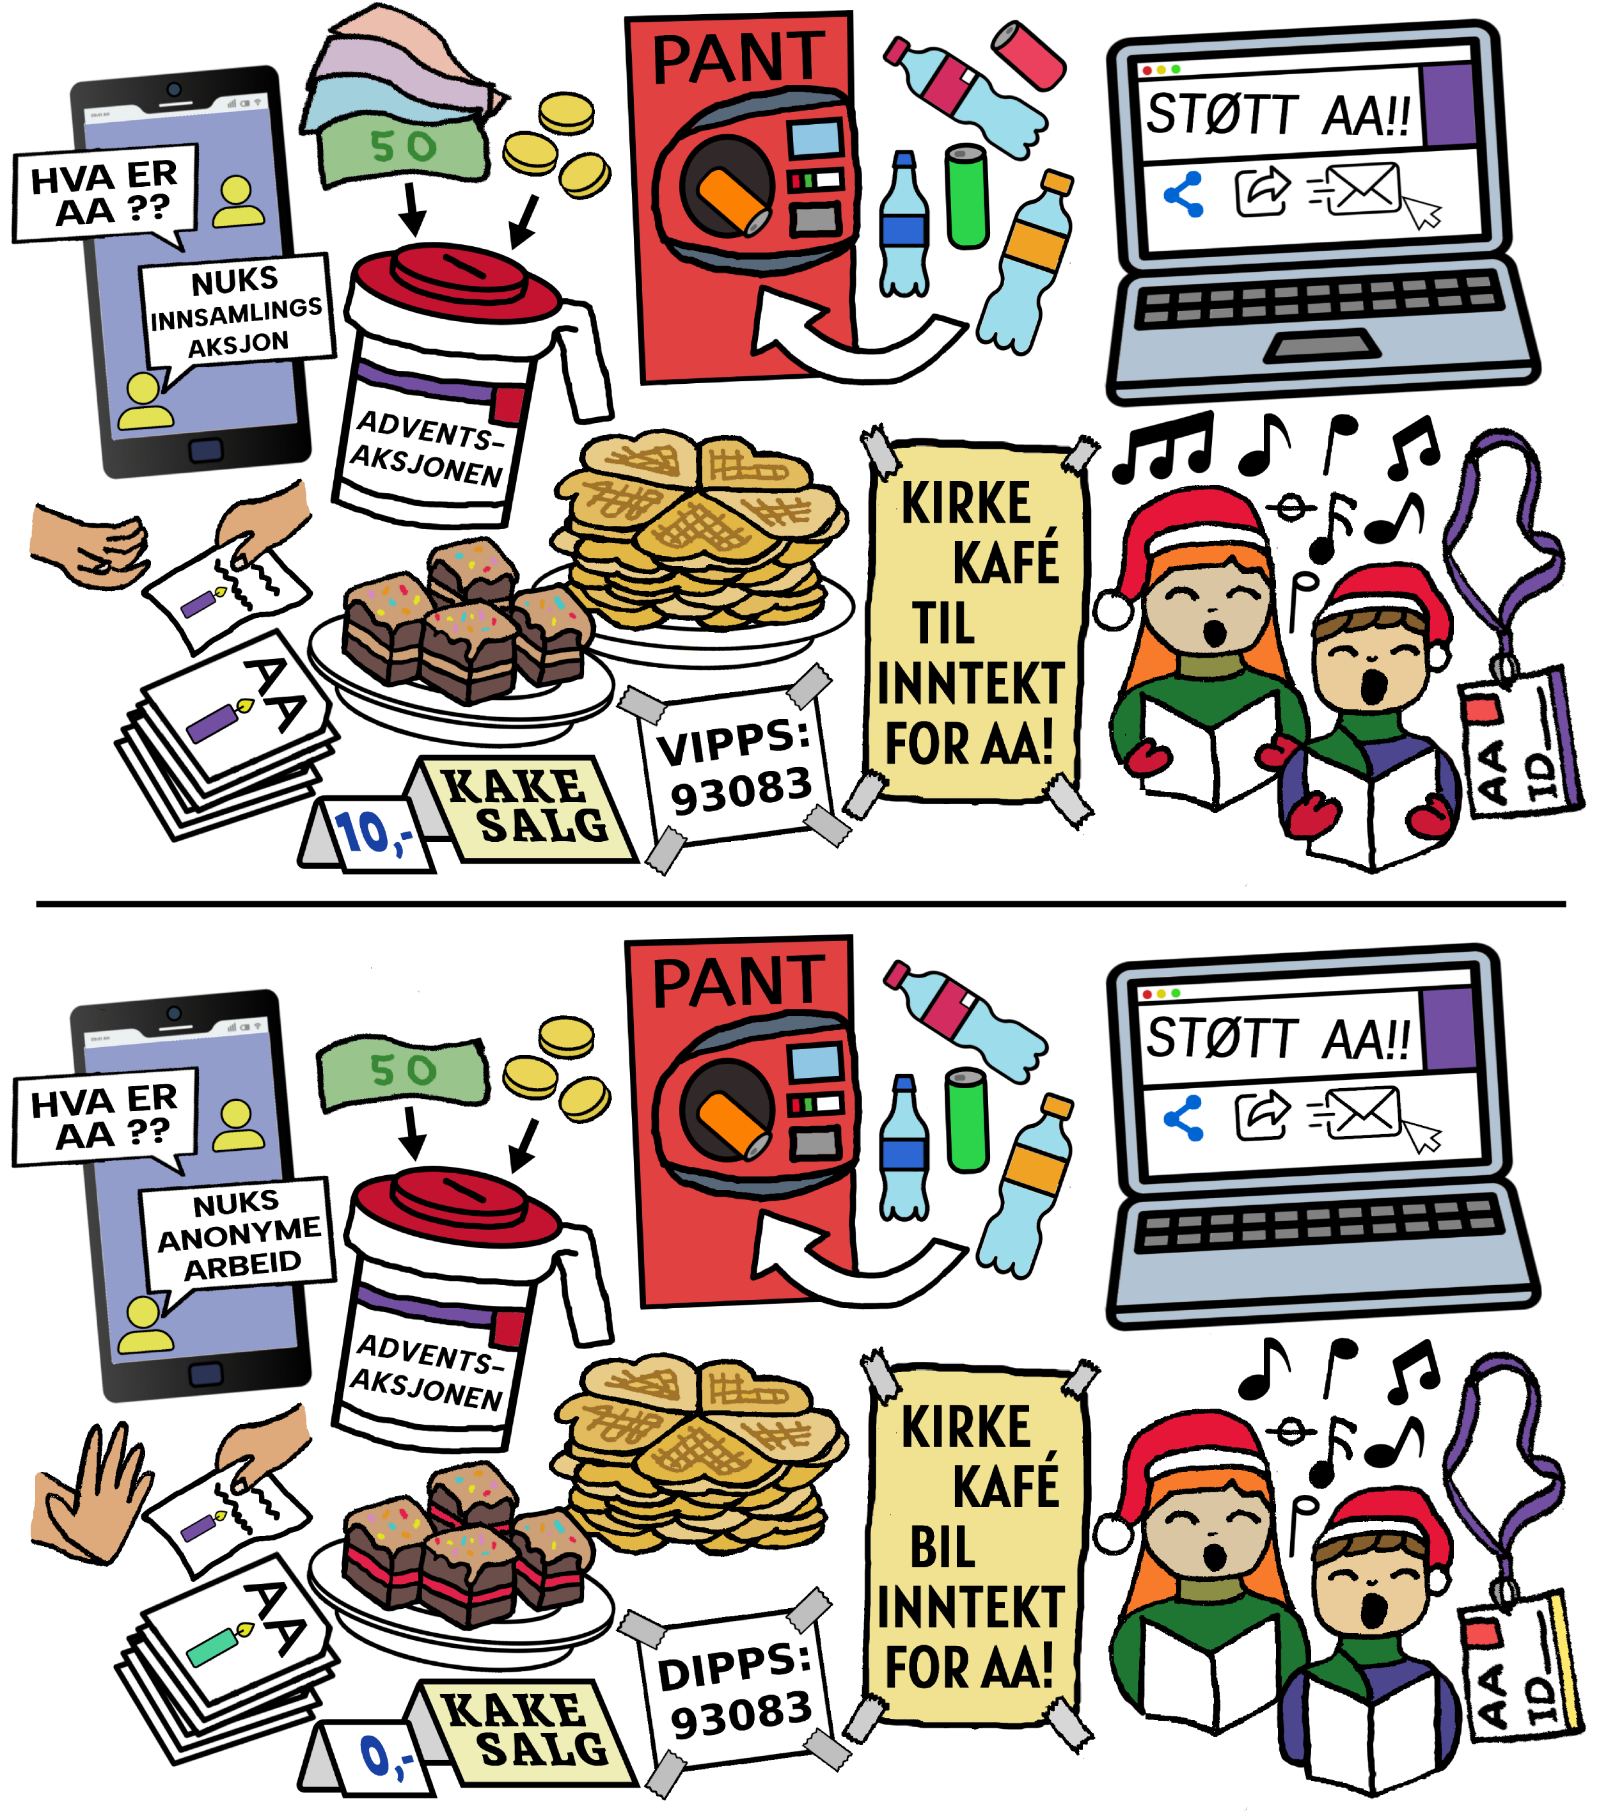 HVA ER
AA ??
NUKS
INNSAMLINGS
AKSJON
50
ADVENTS-
AKSJONEN
PANT
STØTT AA!!
AA
10,-
KAKE
SALG
VIPPS:
93083
KIRKE
KAFÉ
TIL
INNTEKT
FOR AA!
AA
ID
HVA ER
AA ??
NUKS
ANONYME
ARBEID
50
ADVENTS-
AKSJONEN
PANT
STØTT AA!!
AA
0,-
KAKE
SALG
DIPPS:
93083
KIRKE
KAFÉ
BIL
INNTEKT
FOR AA!
AA
ID